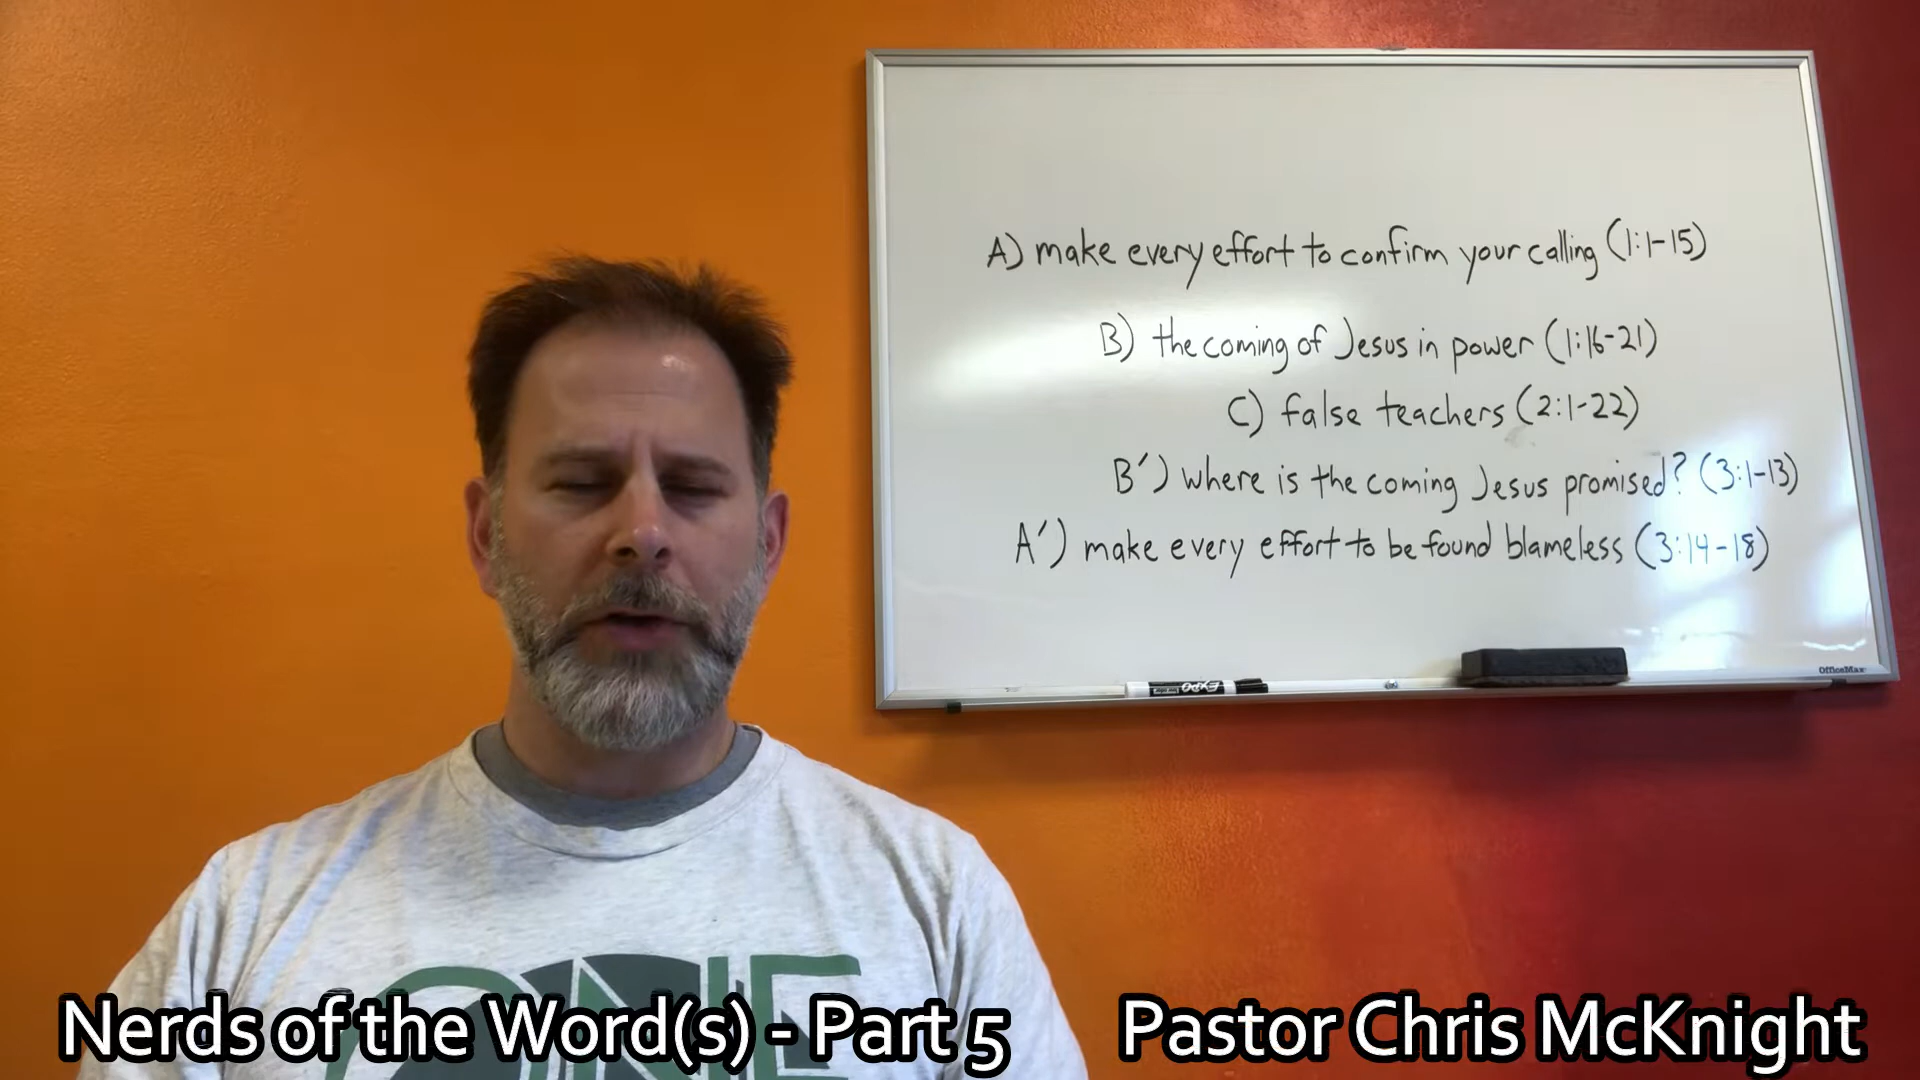 A) make every effort to confirm your calling (1:1-15)
B) the coming of Jesus in power (1:16-21)
C) false teachers (2:1-22)
B′) where is the coming Jesus promised? (3:1-13)
A′) make every effort to be found blameless (3:14-18)
EXPO
OfficeMax
ONE
Nerds of the Word(s) - Part 5
Pastor Chris McKnight